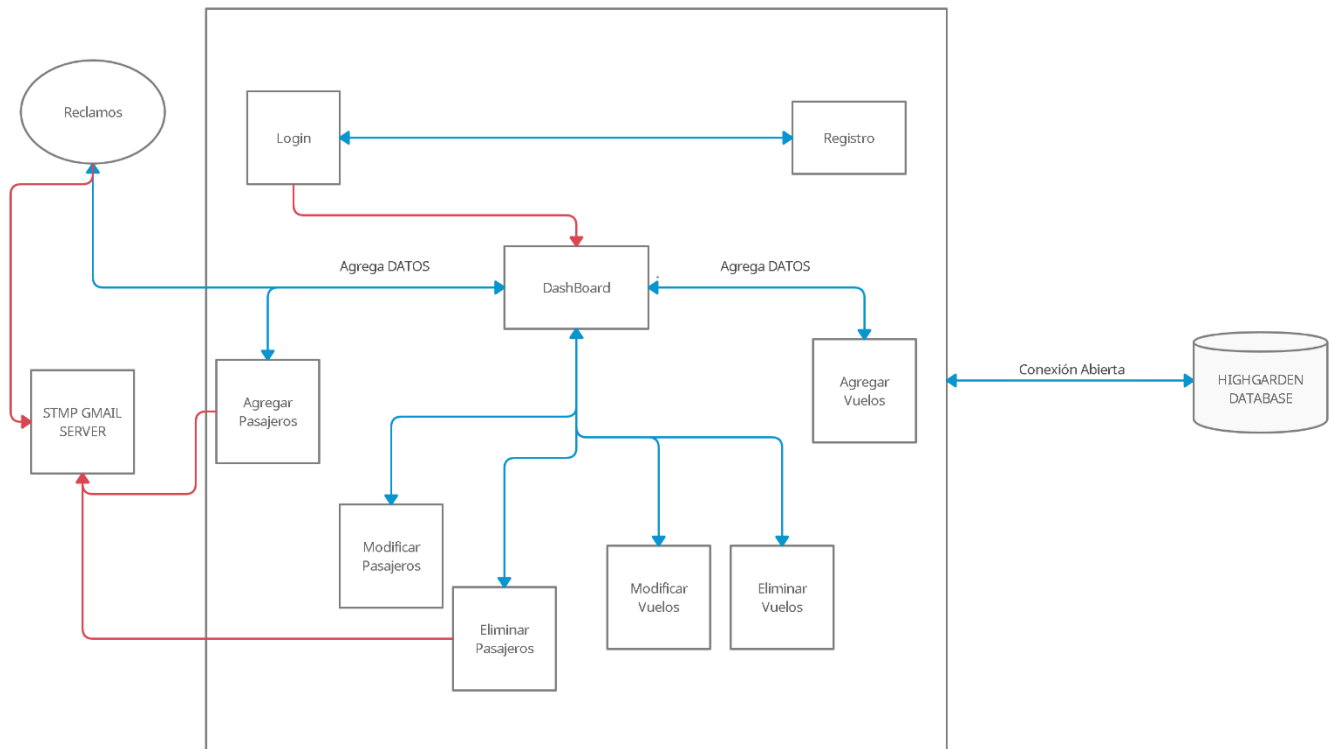 Reclamos
Login
Registro
Agrega DATOS
Agrega DATOS
DashBoard
Agregar
Vuelos
Conexión Abierta
HIGHGARDEN
DATABASE
STMP GMAIL
SERVER
Agregar
Pasajeros
Modificar
Pasajeros
Eliminar
Pasajeros
Modificar
Vuelos
Eliminar
Vuelos